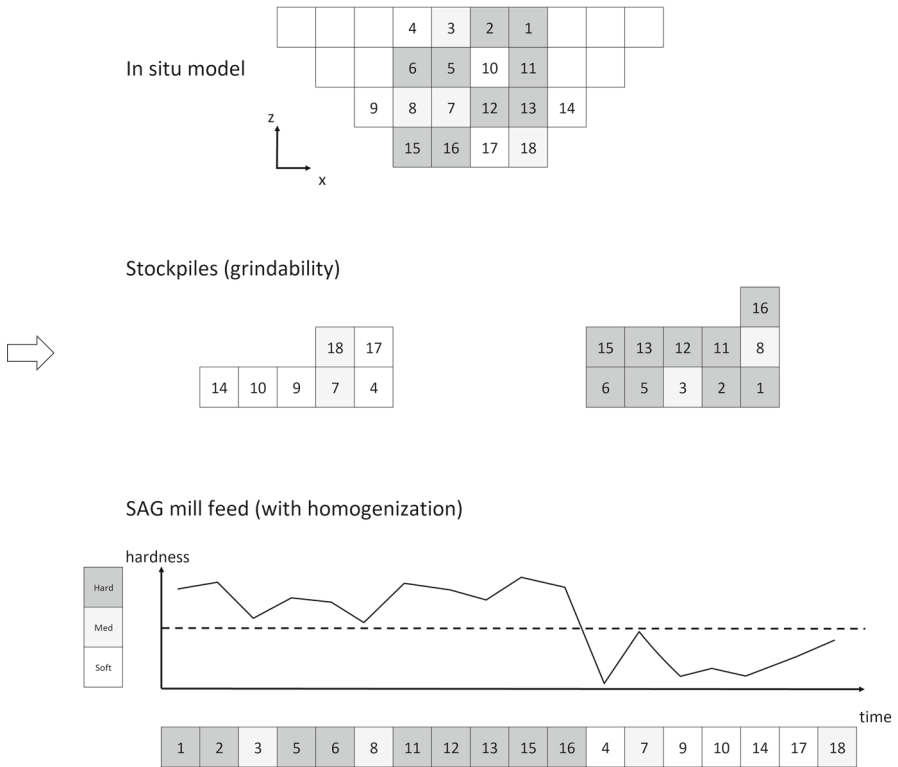 4 3 2 1
In situ model
6 5 10 11
9 8 7 12 13 14
z
15 16 17 18
x
Stockpiles (grindability)
16
18 17
15 13 12 11 8
14 10 9 7 4
6 5 3 2 1
SAG mill feed (with homogenization)
hardness
Hard
Med
Soft
time
1 2 3 5 6 8 11 12 13 15 16 4 7 9 10 14 17 18